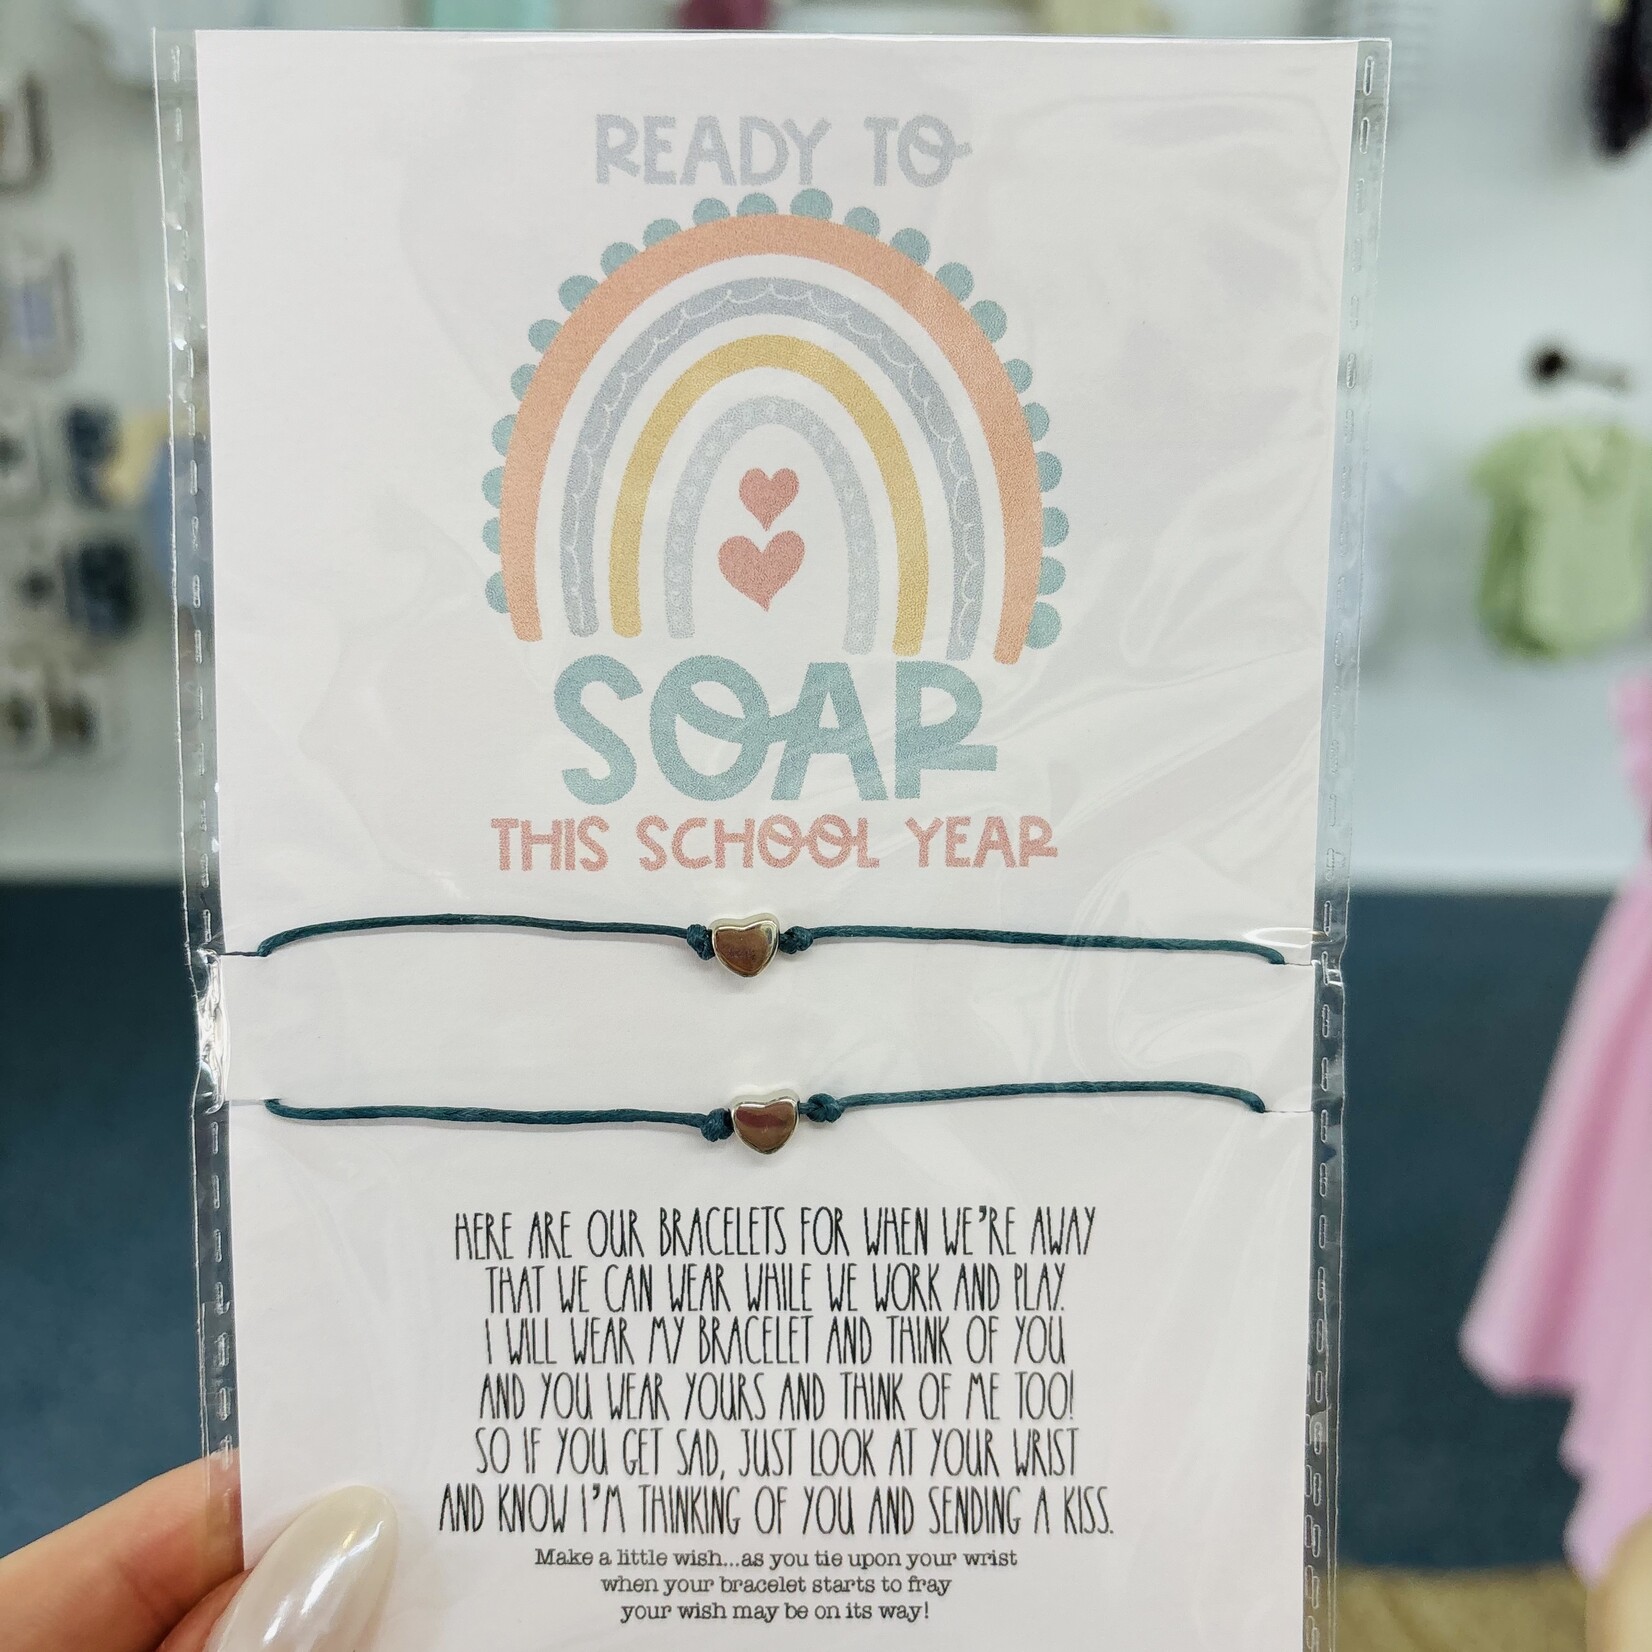 READY TO
SOAR
THIS SCHOOL YEAR
HERE ARE OUR BRACELETS FOR WHEN WE'RE AWAY
THAT WE CAN WEAR WHILE WE WORK AND PLAY.
I WILL WEAR MY BRACELET AND THINK OF YOU
AND YOU WEAR YOURS AND THINK OF ME TOO!
SO IF YOU GET SAD, JUST LOOK AT YOUR WRIST
AND KNOW I'M THINKING OF YOU AND SENDING A KISS.
Make a little wish...as you tie upon your wrist
when your bracelet starts to fray
your wish may be on its way!